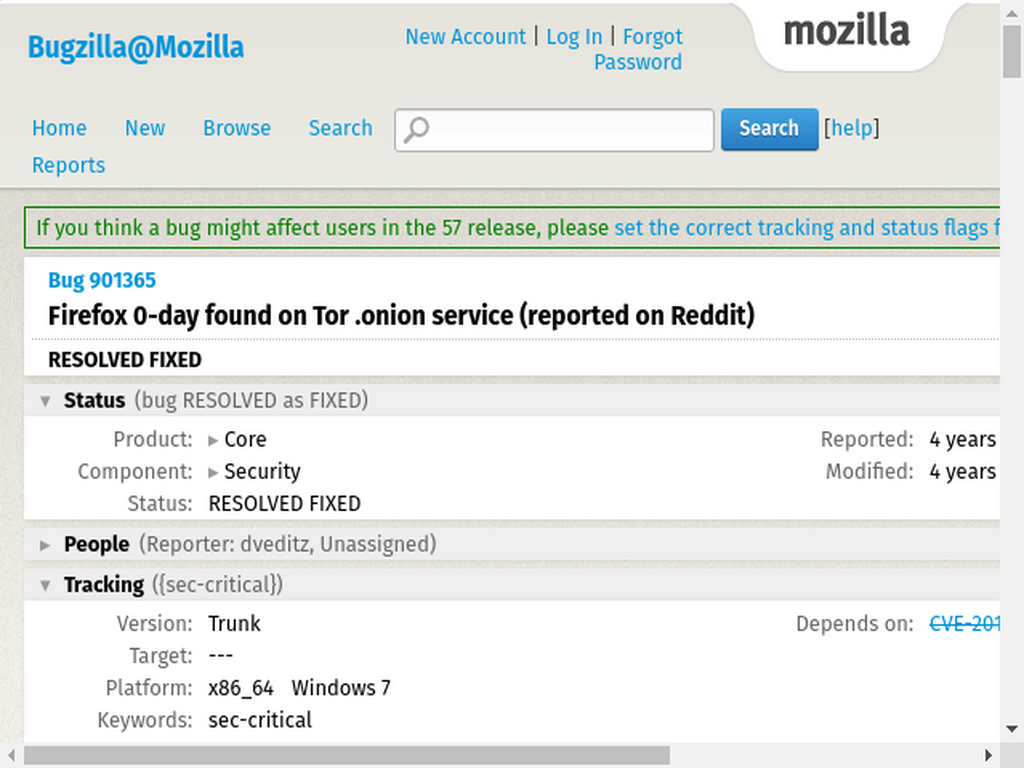 Bugzilla@Mozilla
New Account | Log In | Forgot
Password
mozilla
Home New Browse Search Search [help]
Reports
If you think a bug might affect users in the 57 release, please set the correct tracking and status flags f
Bug 901365
Firefox 0-day found on Tor .onion service (reported on Reddit)
RESOLVED FIXED
▾ Status (bug RESOLVED as FIXED)
Product: ▸ Core Reported: 4 years
Component: ▸ Security Modified: 4 years
Status: RESOLVED FIXED
▸ People (Reporter: dveditz, Unassigned)
▾ Tracking ({sec-critical})
Version: Trunk Depends on: CVE-201
Target: ---
Platform: x86_64 Windows 7
Keywords: sec-critical